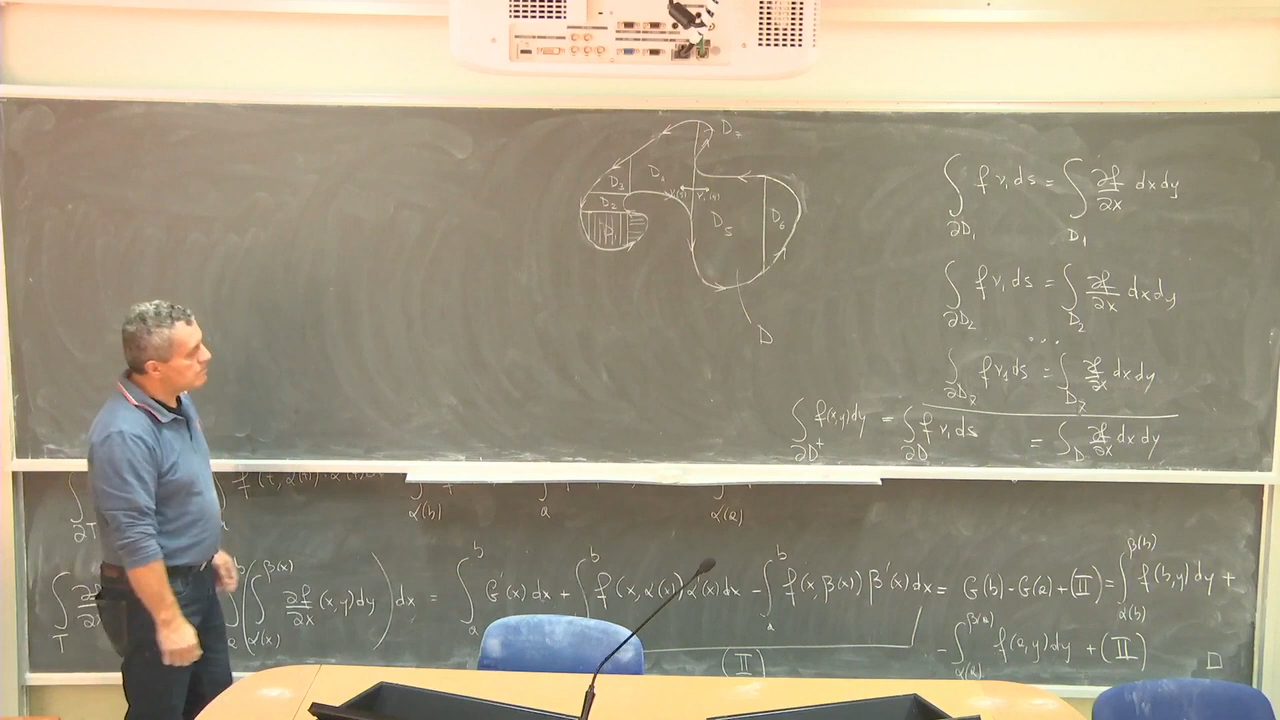 D₇
D₃ D₄
D₂ ν₁(y)
D₅ D₆
D
∫_{∂D₁} f ν₁ ds = ∫_{D₁} ∂f/∂x dx dy
∫_{∂D₂} f ν₁ ds = ∫_{D₂} ∂f/∂x dx dy
...
∫_{∂D₇} f ν₁ ds = ∫_{D₇} ∂f/∂x dx dy
∫_{∂D⁺} f(x,y) dy = ∫_{∂D} f ν₁ ds = ∫_D ∂f/∂x dx dy
∫_{∂T} α(b) a α(a)
∫_T (∫_{α(x)}^{β(x)} ∂f/∂x (x,y) dy) dx = ∫_a^b G'(x) dx + ∫_a^b f(x, α(x)) α'(x) dx - ∫_a^b f(x, β(x)) β'(x) dx = G(b) - G(a) + (II) = ∫_{α(b)}^{β(b)} f(b,y) dy +
(II) - ∫_{α(a)}^{β(a)} f(a,y) dy + (II) □